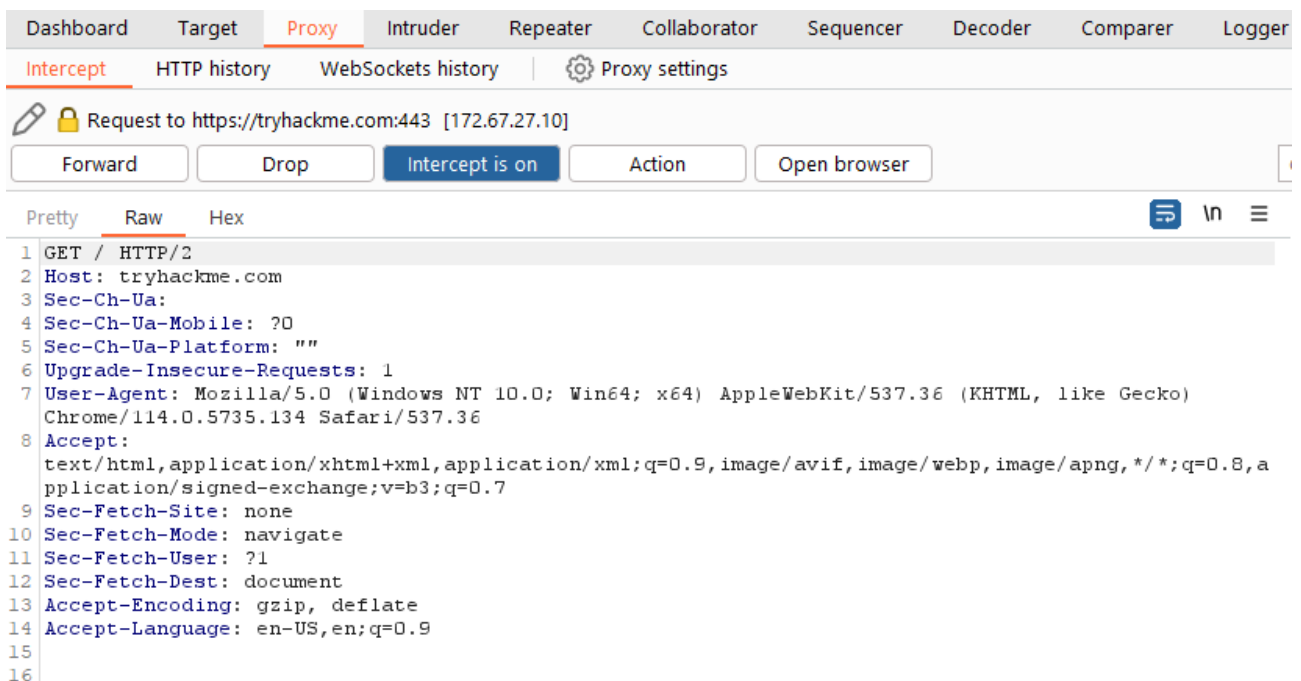 Dashboard Target Proxy Intruder Repeater Collaborator Sequencer Decoder Comparer Logger
Intercept HTTP history WebSockets history Proxy settings
Request to https://tryhackme.com:443 [172.67.27.10]
Forward Drop Intercept is on Action Open browser
Pretty Raw Hex \n
1 GET / HTTP/2
2 Host: tryhackme.com
3 Sec-Ch-Ua:
4 Sec-Ch-Ua-Mobile: ?0
5 Sec-Ch-Ua-Platform: ""
6 Upgrade-Insecure-Requests: 1
7 User-Agent: Mozilla/5.0 (Windows NT 10.0; Win64; x64) AppleWebKit/537.36 (KHTML, like Gecko)
Chrome/114.0.5735.134 Safari/537.36
8 Accept:
text/html,application/xhtml+xml,application/xml;q=0.9,image/avif,image/webp,image/apng,*/*;q=0.8,a
pplication/signed-exchange;v=b3;q=0.7
9 Sec-Fetch-Site: none
10 Sec-Fetch-Mode: navigate
11 Sec-Fetch-User: ?1
12 Sec-Fetch-Dest: document
13 Accept-Encoding: gzip, deflate
14 Accept-Language: en-US,en;q=0.9
15
16